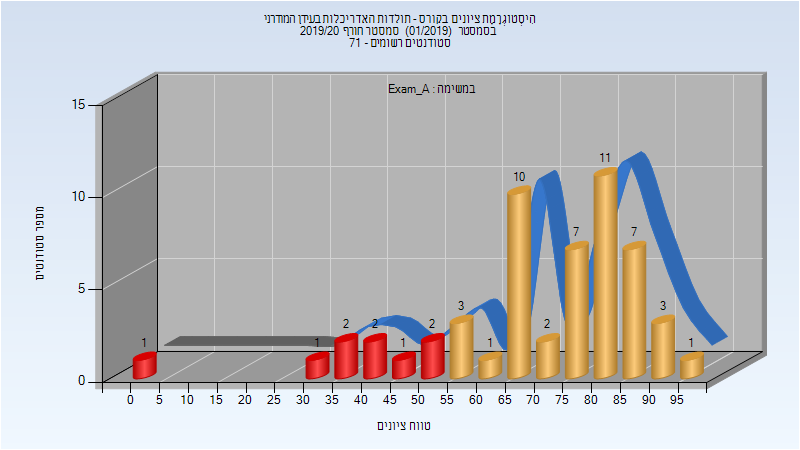 היסטוגרמת ציונים בקורס - תולדות האדריכלות בעידן המודרני
בסמסטר (01/2019) סמסטר חורף 2019/20
סטודנטים רשומים - 71
במשימה : Exam_A
מספר סטודנטים
15
10
5
0
1 1 2 2 1 2 3 1 10 2 7 11 7 3 1
0 5 10 15 20 25 30 35 40 45 50 55 60 65 70 75 80 85 90 95
טווח ציונים